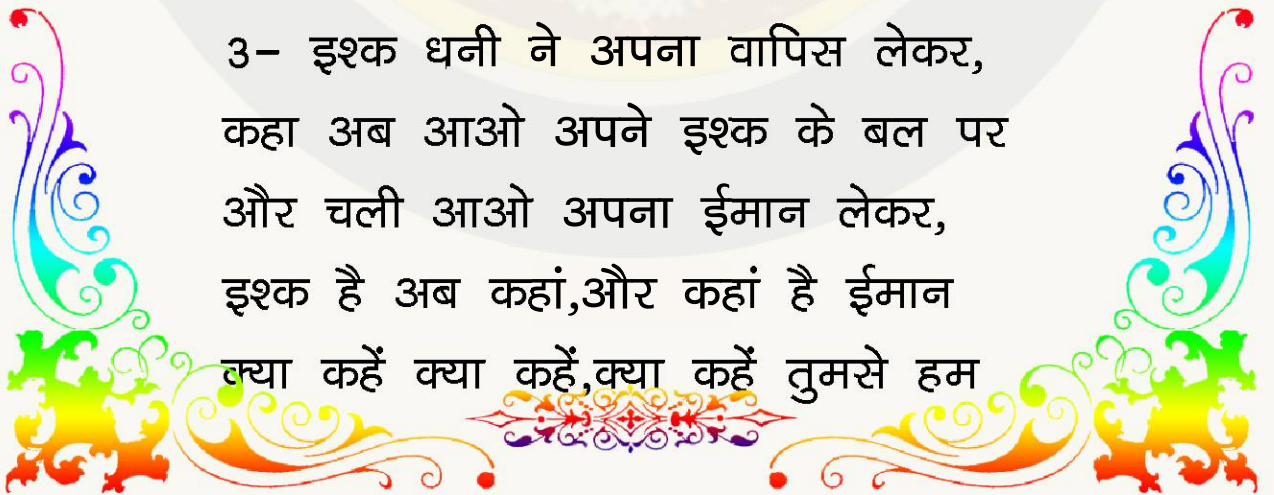 ३– इश्क धनी ने अपना वापिस लेकर,
कहा अब आओ अपने इश्क के बल पर
और चली आओ अपना ईमान लेकर,
इश्क है अब कहां,और कहां है ईमान
क्या कहें क्या कहें,क्या कहें तुमसे हम